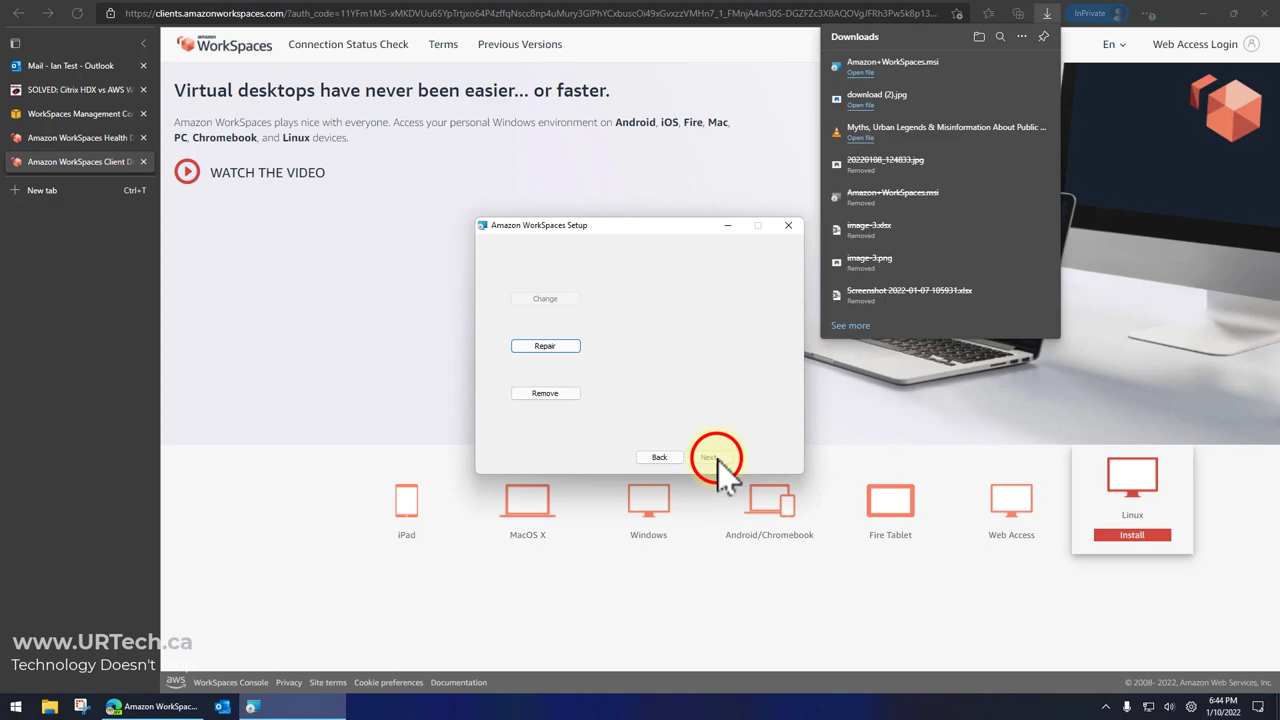 https://clients.amazonworkspaces.com/?auth_code=11YFm1M5-
InPrivate
amazon
WorkSpaces
Connection Status Check
Terms
Previous Versions
En
Web Access Login
Mail - Ian Test - Outlook
SOLVED: Citrix HDX vs AWS W
WorkSpaces Management Co
Amazon WorkSpaces Health D
Amazon WorkSpaces Client D
New tab
Ctrl+T
Virtual desktops have never been easier… or faster.
Amazon WorkSpaces plays nice with everyone. Access your personal Windows environment on Android, iOS, Fire, Mac,
PC, Chromebook, and Linux devices.
WATCH THE VIDEO
Downloads
Amazon+WorkSpaces.msi
Open file
download (2).jpg
Open file
Myths, Urban Legends & Misinformation About Public ...
Open file
20220108_124833.jpg
Removed
Amazon+WorkSpaces.msi
Removed
image-3.xlsx
Removed
image-3.png
Removed
Screenshot 2022-01-07 105931.xlsx
Removed
See more
Amazon WorkSpaces Setup
Change
Repair
Remove
Back
Next
iPad
MacOS X
Windows
Android/Chromebook
Fire Tablet
Web Access
Linux
Install
www.URTech.ca
Technology Doesn't
aws
WorkSpaces Console
Privacy
Site terms
Cookie preferences
Documentation
© 2008- 2022, Amazon Web Services, Inc.
Amazon WorkSpac...
6:44 PM
1/10/2022